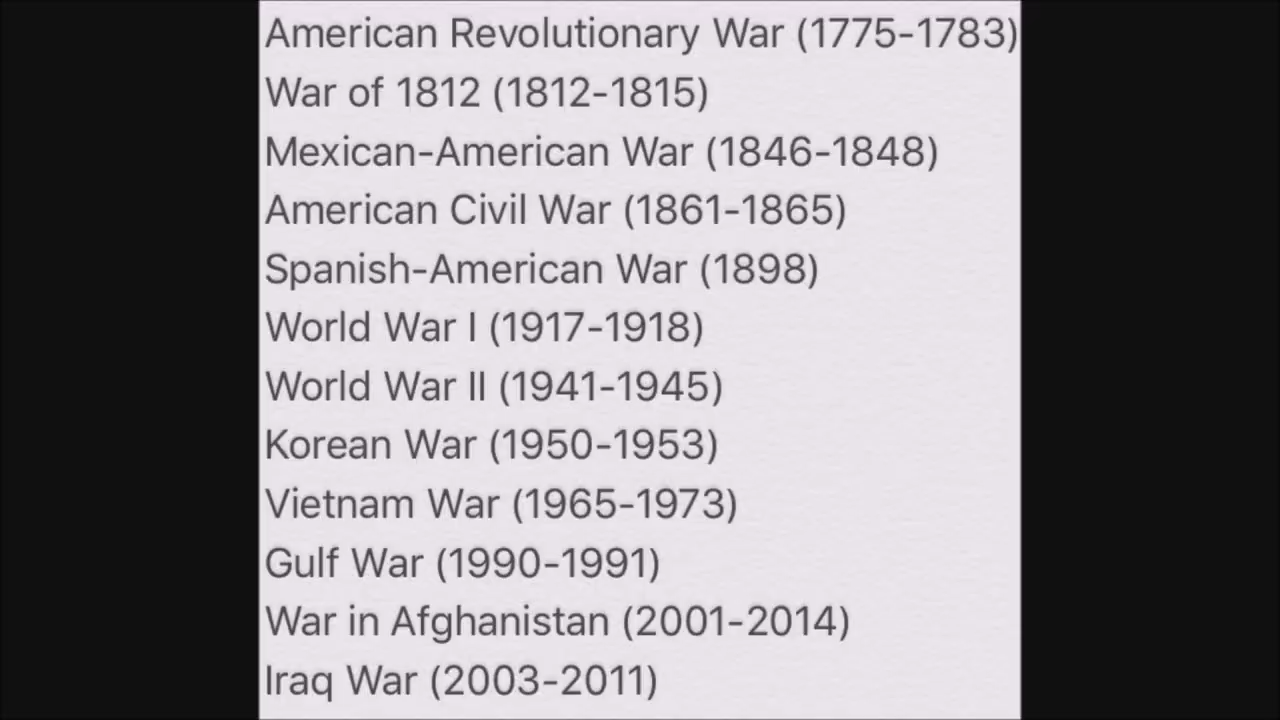 American Revolutionary War (1775-1783)
War of 1812 (1812-1815)
Mexican-American War (1846-1848)
American Civil War (1861-1865)
Spanish-American War (1898)
World War I (1917-1918)
World War II (1941-1945)
Korean War (1950-1953)
Vietnam War (1965-1973)
Gulf War (1990-1991)
War in Afghanistan (2001-2014)
Iraq War (2003-2011)